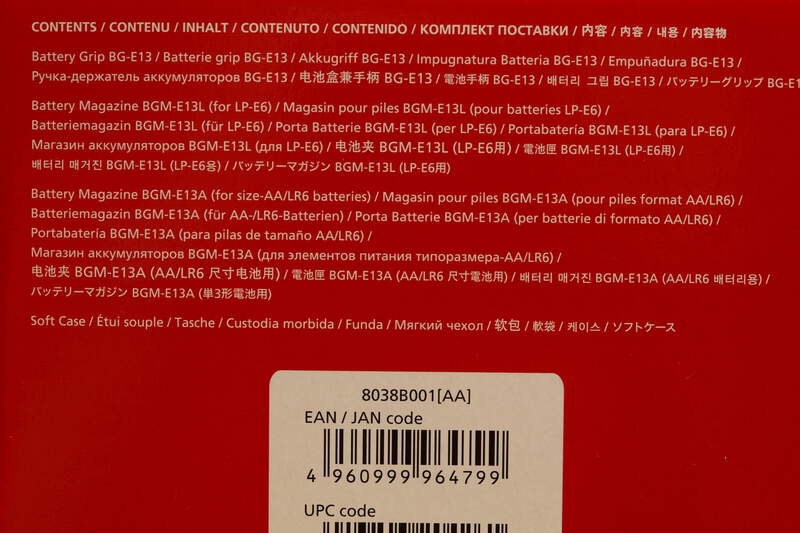 CONTENTS / CONTENU / INHALT / CONTENUTO / CONTENIDO / КОМПЛЕКТ ПОСТАВКИ / 内容 / 內容 / 내용 / 内容物
Battery Grip BG-E13 / Batterie grip BG-E13 / Akkugriff BG-E13 / Impugnatura Batteria BG-E13 / Empuñadura BG-E13 /
Ручка-держатель аккумуляторов BG-E13 / 电池盒兼手柄 BG-E13 / 電池手柄 BG-E13 / 배터리 그립 BG-E13 / バッテリーグリップ BG-E1
Battery Magazine BGM-E13L (for LP-E6) / Magasin pour piles BGM-E13L (pour batteries LP-E6) /
Batteriemagazin BGM-E13L (für LP-E6) / Porta Batterie BGM-E13L (per LP-E6) / Portabatería BGM-E13L (para LP-E6) /
Магазин аккумуляторов BGM-E13L (для LP-E6) / 电池夹 BGM-E13L (LP-E6用) / 電池匣 BGM-E13L (LP-E6用) /
배터리 매거진 BGM-E13L (LP-E6용) / バッテリーマガジン BGM-E13L (LP-E6用)
Battery Magazine BGM-E13A (for size-AA/LR6 batteries) / Magasin pour piles BGM-E13A (pour piles format AA/LR6) /
Batteriemagazin BGM-E13A (für AA-/LR6-Batterien) / Porta Batterie BGM-E13A (per batterie di formato AA/LR6) /
Portabatería BGM-E13A (para pilas de tamaño AA/LR6) /
Магазин аккумуляторов BGM-E13A (для элементов питания типоразмера-AA/LR6) /
电池夹 BGM-E13A (AA/LR6 尺寸电池用) / 電池匣 BGM-E13A (AA/LR6 尺寸電池用) / 배터리 매거진 BGM-E13A (AA/LR6 배터리용) /
バッテリーマガジン BGM-E13A (単3形電池用)
Soft Case / Étui souple / Tasche / Custodia morbida / Funda / Мягкий чехол / 软包 / 軟袋 / 케이스 / ソフトケース
8038B001[AA]
EAN / JAN code
4 960999 964799
UPC code